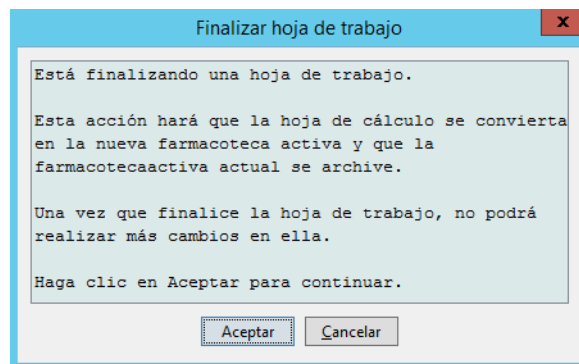 Finalizar hoja de trabajo
x
Está finalizando una hoja de trabajo.
Esta acción hará que la hoja de cálculo se convierta
en la nueva farmacoteca activa y que la
farmacotecaactiva actual se archive.
Una vez que finalice la hoja de trabajo, no podrá
realizar más cambios en ella.
Haga clic en Aceptar para continuar.
Aceptar Cancelar